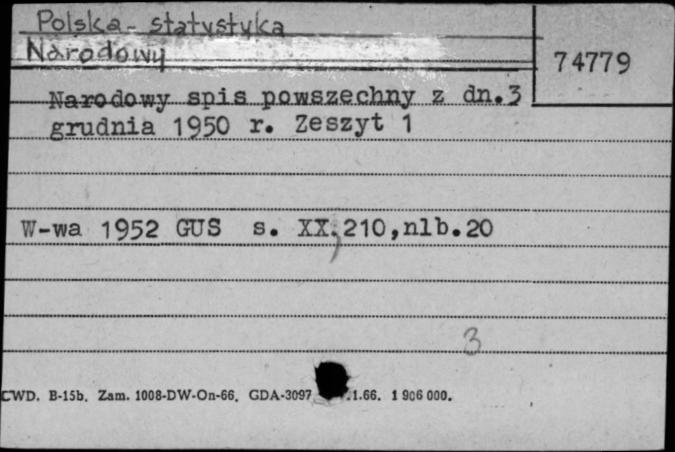 Polska - statystyka
Narodowy
74779
Narodowy spis powszechny z dn.3
grudnia 1950 r. Zeszyt 1
W-wa 1952 GUS s. XX,210,nlb.20
3
CWD. B-15b. Zam. 1008-DW-On-66. GDA-3097 .1.66. 1 906 000.